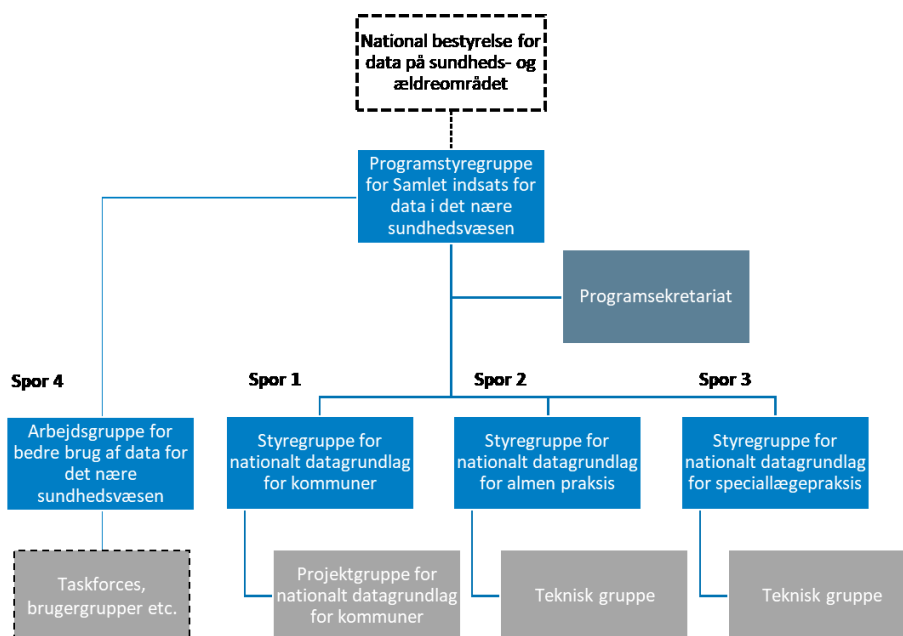 National bestyrelse for
data på sundheds- og
ældreområdet
Programstyregruppe
for Samlet indsats for
data i det nære
sundhedsvæsen
Programsekretariat
Spor 4
Spor 1
Spor 2
Spor 3
Arbejdsgruppe for
bedre brug af data for
det nære
sundhedsvæsen
Styregruppe for
nationalt datagrundlag
for kommuner
Styregruppe for
nationalt datagrundlag
for almen praksis
Styregruppe for
nationalt datagrundlag
for speciallægepraksis
Taskforces,
brugergrupper etc.
Projektgruppe for
nationalt datagrundlag
for kommuner
Teknisk gruppe
Teknisk gruppe